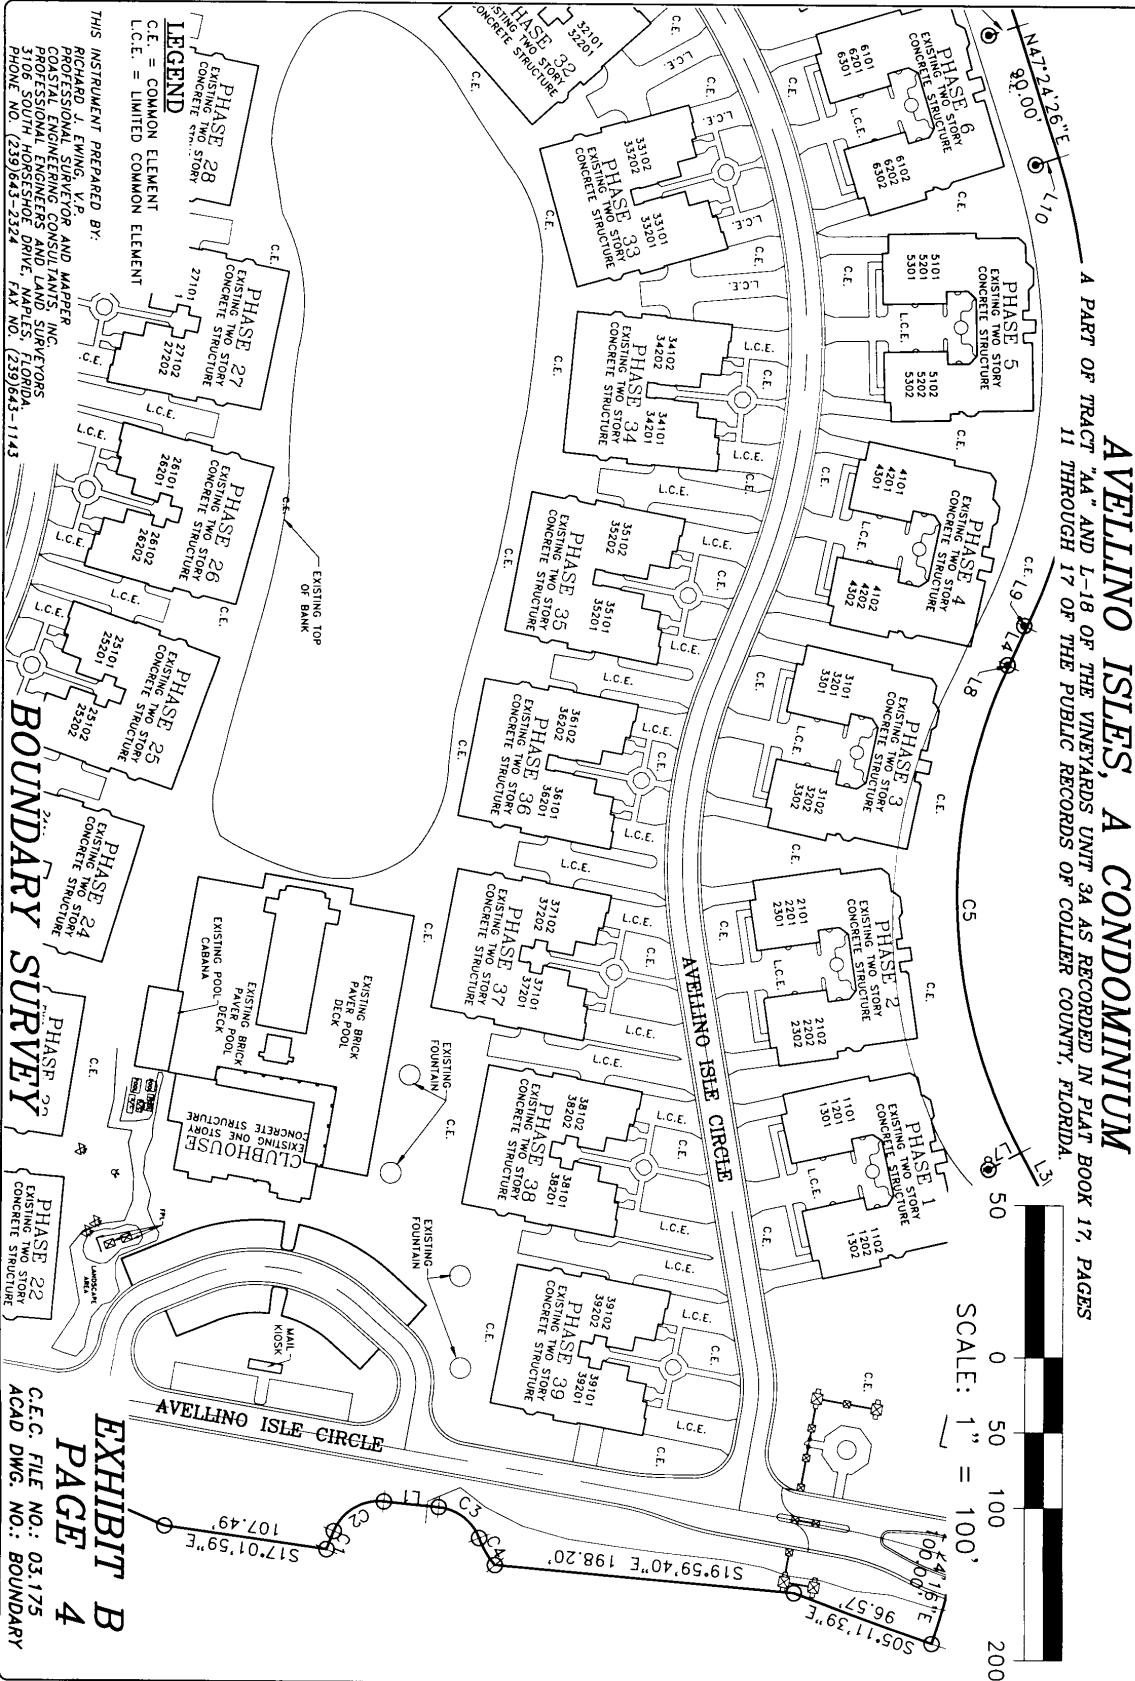 AVELLINO ISLES, A CONDOMINIUM
A PART OF TRACT "AA" AND L-18 OF THE VINEYARDS UNIT 3A AS RECORDED IN PLAT BOOK 17, PAGES
11 THROUGH 17 OF THE PUBLIC RECORDS OF COLLIER COUNTY, FLORIDA.
N47°24'26"E
90.00'
C.E.
L10
C.E.
L9
L4
L8
C5
L7
L3
50
0
50
100
200
SCALE: 1" = 100'
PHASE 6
EXISTING TWO STORY
CONCRETE STRUCTURE
6101
6201
6301
6102
6202
6302
L.C.E.
C.E.
PHASE 5
EXISTING TWO STORY
CONCRETE STRUCTURE
5101
5201
5301
5102
5202
5302
L.C.E.
C.E.
PHASE 4
EXISTING TWO STORY
CONCRETE STRUCTURE
4101
4201
4301
4102
4202
4302
L.C.E.
C.E.
PHASE 3
EXISTING TWO STORY
CONCRETE STRUCTURE
3101
3201
3301
3102
3202
3302
L.C.E.
C.E.
PHASE 2
EXISTING TWO STORY
CONCRETE STRUCTURE
2101
2201
2301
2102
2202
2302
L.C.E.
C.E.
PHASE 1
EXISTING TWO STORY
CONCRETE STRUCTURE
1101
1201
1301
1102
1202
1302
L.C.E.
C.E.
AVELLINO ISLE CIRCLE
PHASE 32
32101
32201
PHASE 33
EXISTING TWO STORY
CONCRETE STRUCTURE
33102
33202
33101
33201
L.C.E.
C.E.
PHASE 34
EXISTING TWO STORY
CONCRETE STRUCTURE
34102
34202
34101
34201
L.C.E.
C.E.
PHASE 35
EXISTING TWO STORY
CONCRETE STRUCTURE
35102
35202
35101
35201
L.C.E.
C.E.
PHASE 36
EXISTING TWO STORY
CONCRETE STRUCTURE
36102
36202
36101
36201
L.C.E.
C.E.
PHASE 37
EXISTING TWO STORY
CONCRETE STRUCTURE
37102
37202
37101
37201
L.C.E.
C.E.
PHASE 38
EXISTING TWO STORY
CONCRETE STRUCTURE
38102
38202
38101
38201
L.C.E.
C.E.
PHASE 39
EXISTING TWO STORY
CONCRETE STRUCTURE
39102
39202
39101
39201
L.C.E.
C.E.
S05°11'39"E
96.57'
S19°59'40"E 198.20'
C4
C3
L1
C2
C1
S17°01'59"E
107.49'
EXISTING TOP
OF BANK
EXISTING BRICK
PAVER POOL
DECK
EXISTING BRICK
PAVER POOL
DECK
EXISTING POOL
CABANA
CLUBHOUSE
EXISTING ONE STORY
CONCRETE STRUCTURE
EXISTING
FOUNTAIN
EXISTING
FOUNTAIN
MAIL
KIOSK
LANDSCAPE
AREA
FPL
AVELLINO ISLE CIRCLE
LEGEND
C.E. = COMMON ELEMENT
L.C.E. = LIMITED COMMON ELEMENT
PHASE 28
EXISTING TWO STORY
PHASE 27
EXISTING TWO STORY
CONCRETE STRUCTURE
27101
27102
27202
PHASE 26
EXISTING TWO STORY
CONCRETE STRUCTURE
26101
26201
26102
26202
PHASE 25
EXISTING TWO STORY
CONCRETE STRUCTURE
25101
25201
25102
25202
PHASE 24
EXISTING TWO STORY
CONCRETE STRUCTURE
PHASE 22
EXISTING TWO STORY
CONCRETE STRUCTURE
THIS INSTRUMENT PREPARED BY:
RICHARD J. EWING, V.P.
PROFESSIONAL SURVEYOR AND MAPPER
COASTAL ENGINEERING CONSULTANTS, INC.
PROFESSIONAL ENGINEERS AND LAND SURVEYORS
3106 SOUTH HORSESHOE DRIVE, NAPLES, FLORIDA.
PHONE NO. (239)643-2324 FAX NO. (239)643-1143
BOUNDARY SURVEY
EXHIBIT B
PAGE 4
C.E.C. FILE NO.: 03.175
ACAD DWG. NO.: BOUNDARY